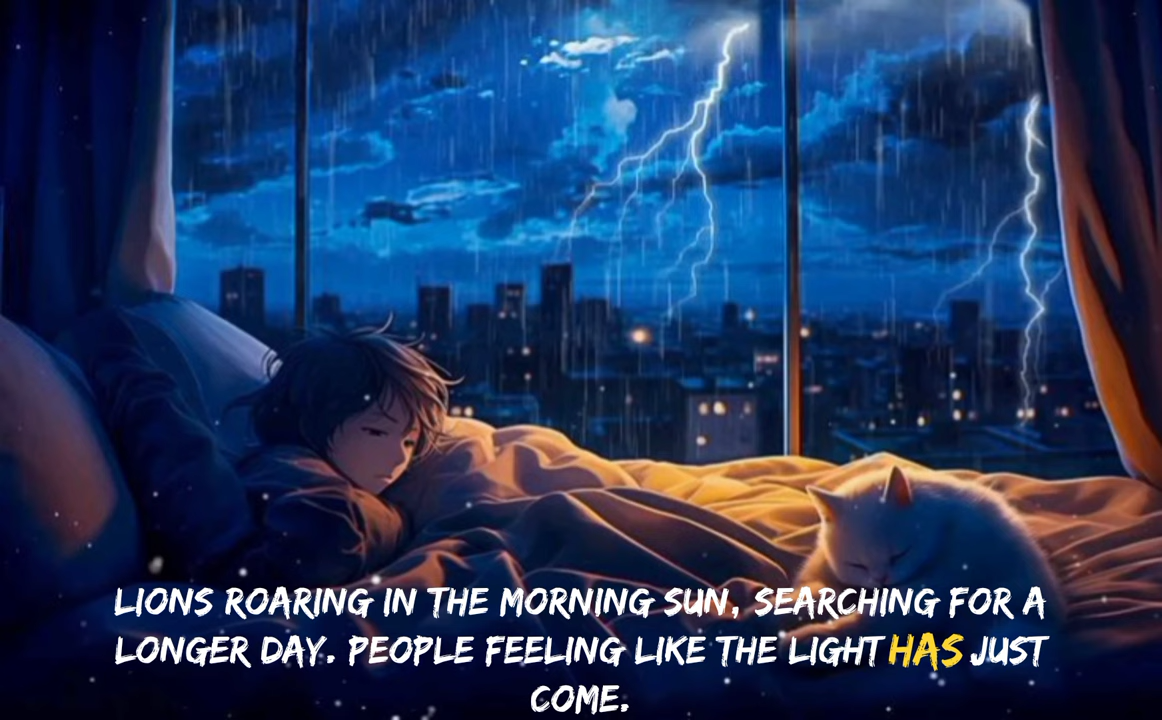 LIONS ROARING IN THE MORNING SUN, SEARCHING FOR A
LONGER DAY. PEOPLE FEELING LIKE THE LIGHT HAS JUST
COME.